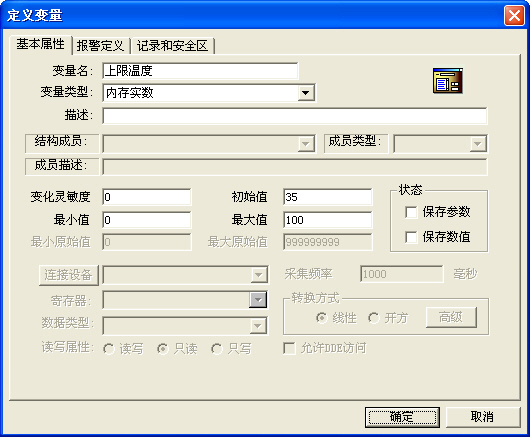 定义变量
基本属性 报警定义 记录和安全区
变量名: 上限温度
变量类型: 内存实数
描述:
结构成员: 成员类型:
成员描述:
变化灵敏度 0 初始值 35 状态
最小值 0 最大值 100 保存参数
最小原始值 0 最大原始值 999999999 保存数值
连接设备 采集频率 1000 毫秒
寄存器: 转换方式
数据类型: 线性 开方 高级
读写属性: 读写 只读 只写 允许DDE访问
确定 取消